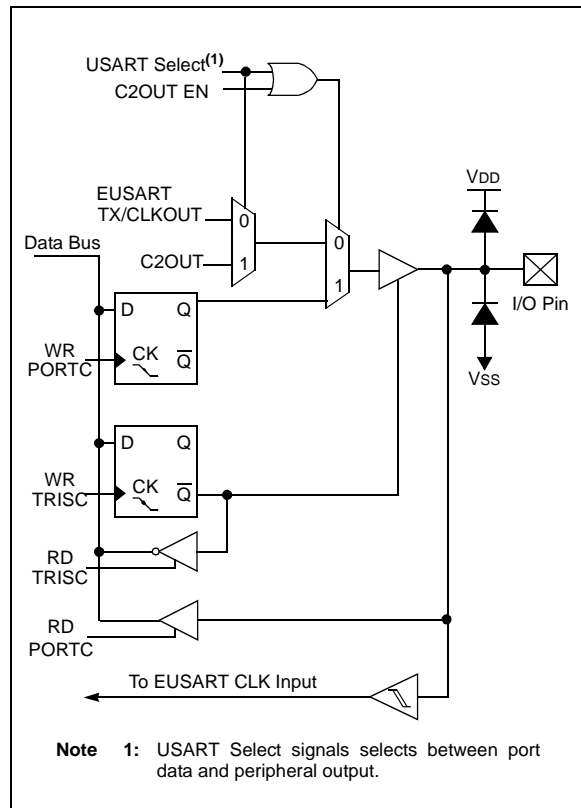 USART Select(1)
C2OUT EN
EUSART
TX/CLKOUT
0
1
C2OUT
0
1
VDD
I/O Pin
VSS
Data Bus
D Q
CK Q
WR
PORTC
D Q
CK Q
WR
TRISC
RD
TRISC
RD
PORTC
To EUSART CLK Input
Note 1: USART Select signals selects between port
data and peripheral output.